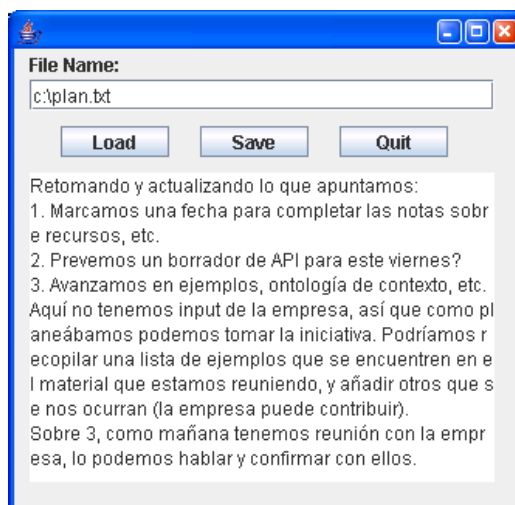 File Name:
c:\plan.txt
Load Save Quit
Retomando y actualizando lo que apuntamos:
1. Marcamos una fecha para completar las notas sobr
e recursos, etc.
2. Prevemos un borrador de API para este viernes?
3. Avanzamos en ejemplos, ontología de contexto, etc.
Aquí no tenemos input de la empresa, así que como pl
aneábamos podemos tomar la iniciativa. Podríamos r
ecopilar una lista de ejemplos que se encuentren en e
l material que estamos reuniendo, y añadir otros que s
e nos ocurran (la empresa puede contribuir).
Sobre 3, como mañana tenemos reunión con la empr
esa, lo podemos hablar y confirmar con ellos.